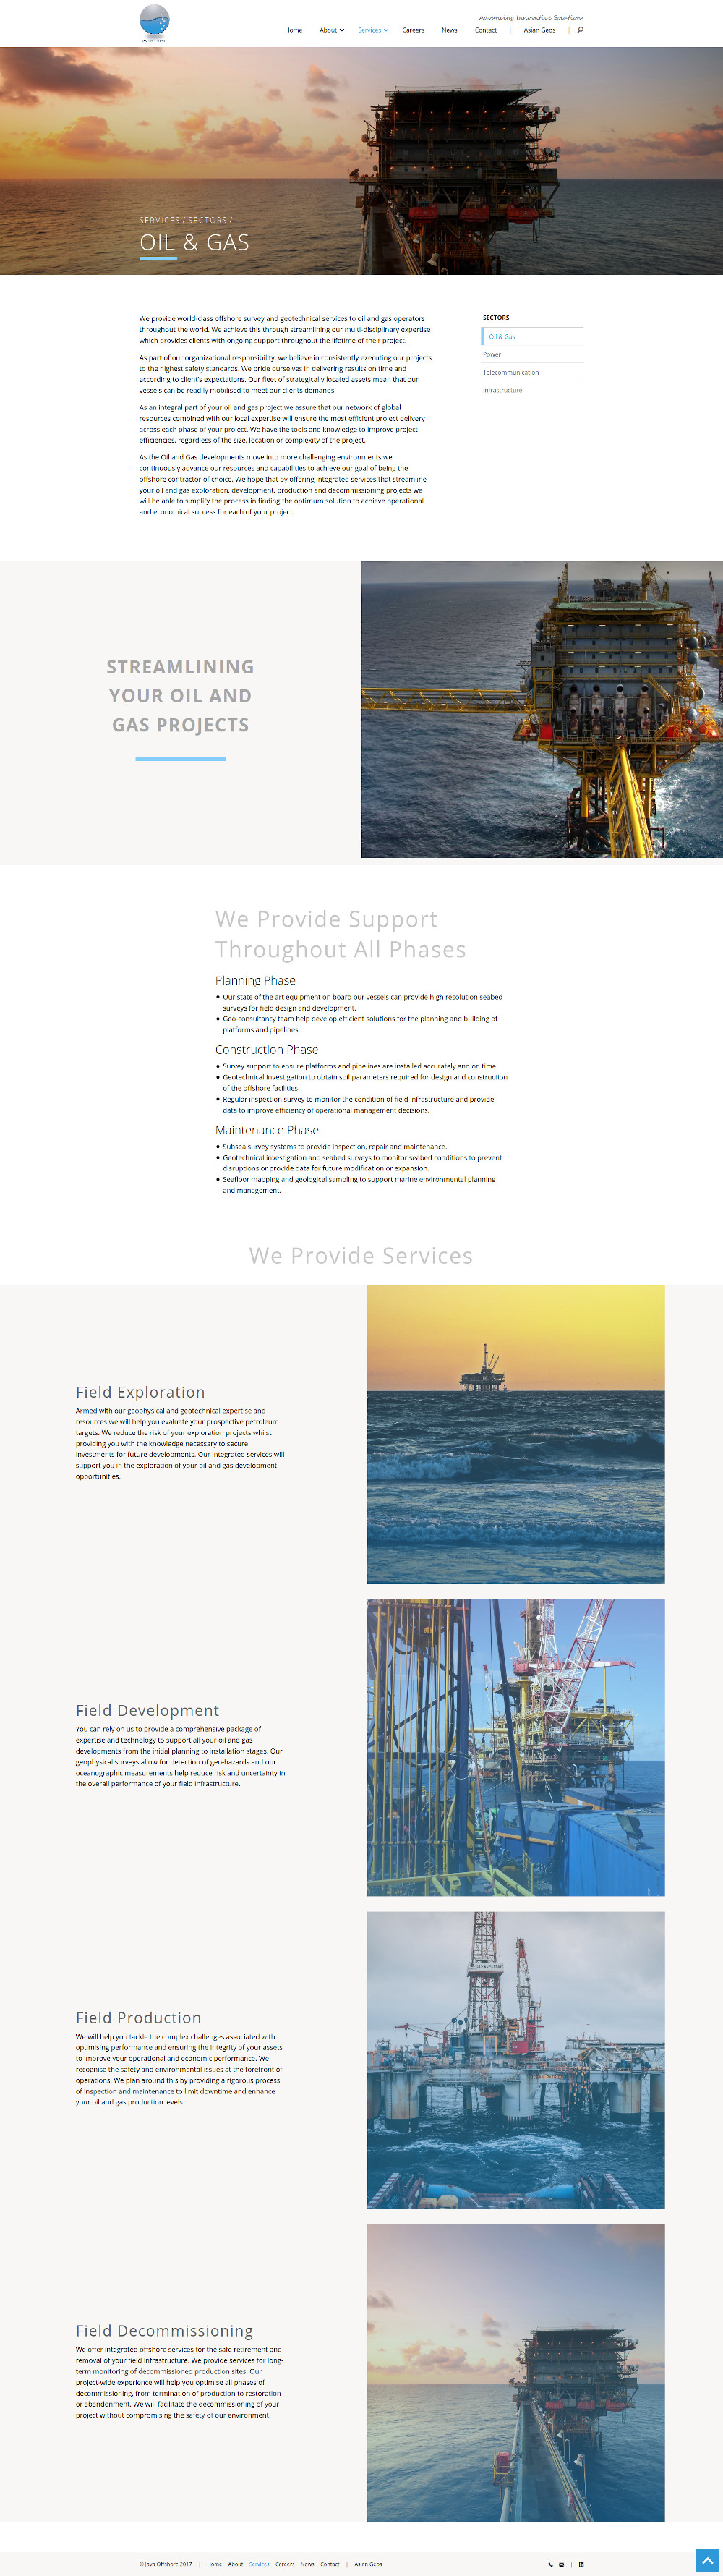 Advancing Innovative Solutions
Home About Services Careers News Contact | Asian Geos |
SERVICES / SECTORS /
OIL & GAS
We provide world-class offshore survey and geotechnical services to oil and gas operators
throughout the world. We achieve this through streamlining our multi-disciplinary expertise
which provides clients with ongoing support throughout the lifetime of their project.
As part of our organizational responsibility, we believe in consistently executing our projects
to the highest safety standards. We pride ourselves in delivering results on time and
according to client's expectations. Our fleet of strategically located assets mean that our
vessels can be readily mobilised to meet our clients demands.
As an integral part of your oil and gas project we assure that our network of global
resources combined with our local expertise will ensure the most efficient project delivery
across each phase of your project. We have the tools and knowledge to improve project
efficiencies, regardless of the size, location or complexity of the project.
As the Oil and Gas developments move into more challenging environments we
continuously advance our resources and capabilities to achieve our goal of being the
offshore contractor of choice. We hope that by offering integrated services that streamline
your oil and gas exploration, development, production and decommissioning projects we
will be able to simplify the process in finding the optimum solution to achieve operational
and economical success for each of your project.
SECTORS
Oil & Gas
Power
Telecommunication
Infrastructure
STREAMLINING
YOUR OIL AND
GAS PROJECTS
We Provide Support
Throughout All Phases
Planning Phase
• Our state of the art equipment on board our vessels can provide high resolution seabed
surveys for field design and development.
• Geo-consultancy team help develop efficient solutions for the planning and building of
platforms and pipelines.
Construction Phase
• Survey support to ensure platforms and pipelines are installed accurately and on time.
• Geotechnical investigation to obtain soil parameters required for design and construction
of the offshore facilities.
• Regular inspection survey to monitor the condition of field infrastructure and provide
data to improve efficiency of operational management decisions.
Maintenance Phase
• Subsea survey systems to provide inspection, repair and maintenance.
• Geotechnical investigation and seabed surveys to monitor seabed conditions to prevent
disruptions or provide data for future modification or expansion.
• Seafloor mapping and geological sampling to support marine environmental planning
and management.
We Provide Services
Field Exploration
Armed with our geophysical and geotechnical expertise and
resources we will help you evaluate your prospective petroleum
targets. We reduce the risk of your exploration projects whilst
providing you with the knowledge necessary to secure
investments for future developments. Our integrated services will
support you in the exploration of your oil and gas development
opportunities.
Field Development
You can rely on us to provide a comprehensive package of
expertise and technology to support all your oil and gas
developments from the initial planning to installation stages. Our
geophysical surveys allow for detection of geo-hazards and our
oceanographic measurements help reduce risk and uncertainty in
the overall performance of your field infrastructure.
Field Production
We will help you tackle the complex challenges associated with
optimising performance and ensuring the integrity of your assets
to improve your operational and economic performance. We
recognise the safety and environmental issues at the forefront of
operations. We plan around this by providing a rigorous process
of inspection and maintenance to limit downtime and enhance
your oil and gas production levels.
Field Decommissioning
We offer integrated offshore services for the safe retirement and
removal of your field infrastructure. We provide services for long-
term monitoring of decommissioned production sites. Our
project-wide experience will help you optimise all phases of
decommissioning, from termination of production to restoration
or abandonment. We will facilitate the decommissioning of your
project without compromising the safety of our environment.
© Java Offshore 2017 | Home About Services Careers News Contact | Asian Geos